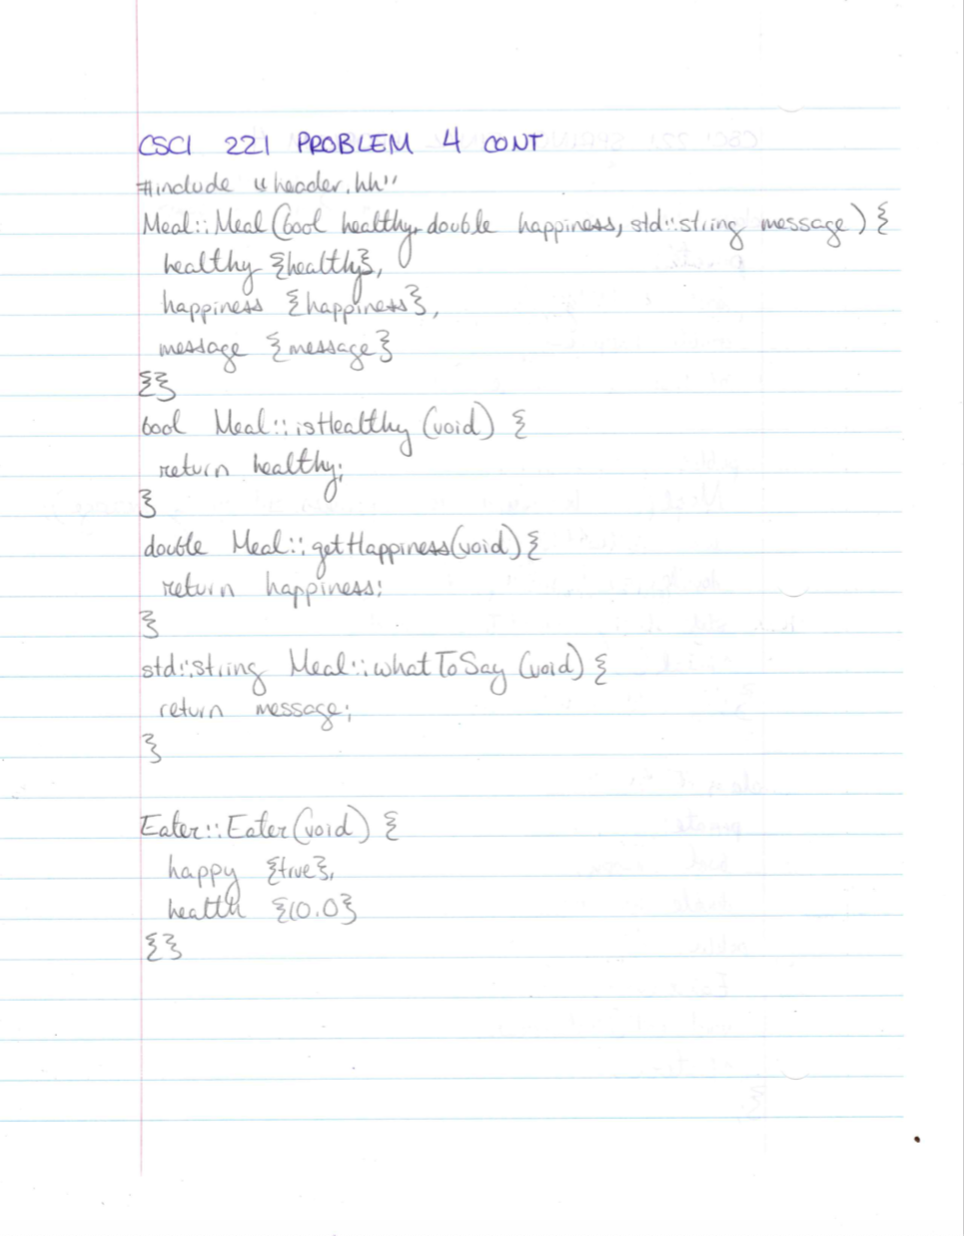 CSCI 221 PROBLEM 4 CONT
#include "header.hh"
Meal::Meal(bool healthy, double happiness, std::string message) {
healthy {healthy},
happiness {happiness},
message {message}
{}
bool Meal::isHealthy (void) {
return healthy;
}
double Meal::getHappiness(void) {
return happiness;
}
std::string Meal::whatToSay (void) {
return message;
}
Eater::Eater(void) {
happy {true},
health {10.0}
{}